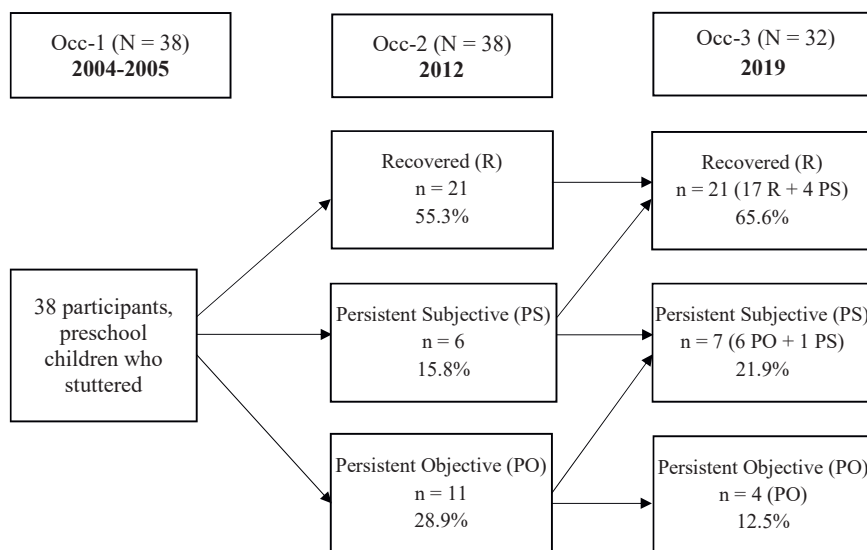 Occ-1 (N = 38)
2004-2005
Occ-2 (N = 38)
2012
Occ-3 (N = 32)
2019
38 participants,
preschool
children who
stuttered
Recovered (R)
n = 21
55.3%
Recovered (R)
n = 21 (17 R + 4 PS)
65.6%
Persistent Subjective (PS)
n = 6
15.8%
Persistent Subjective (PS)
n = 7 (6 PO + 1 PS)
21.9%
Persistent Objective (PO)
n = 11
28.9%
Persistent Objective (PO)
n = 4 (PO)
12.5%